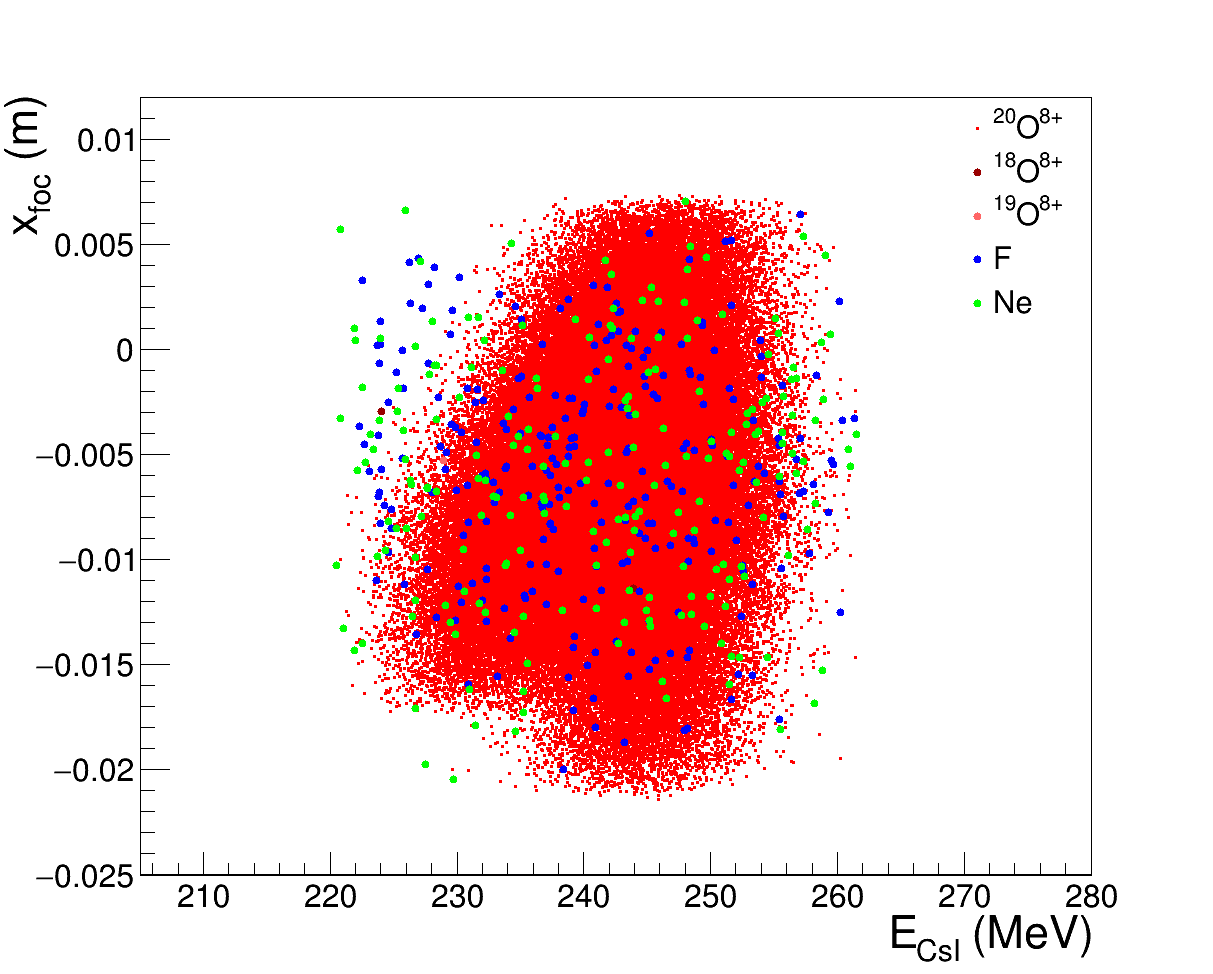 x_foc (m)
0.01
0.005
0
−0.005
−0.01
−0.015
−0.02
−0.025
210 220 230 240 250 260 270 280
E_CsI (MeV)
²⁰O⁸⁺
¹⁸O⁸⁺
¹⁹O⁸⁺
F
Ne